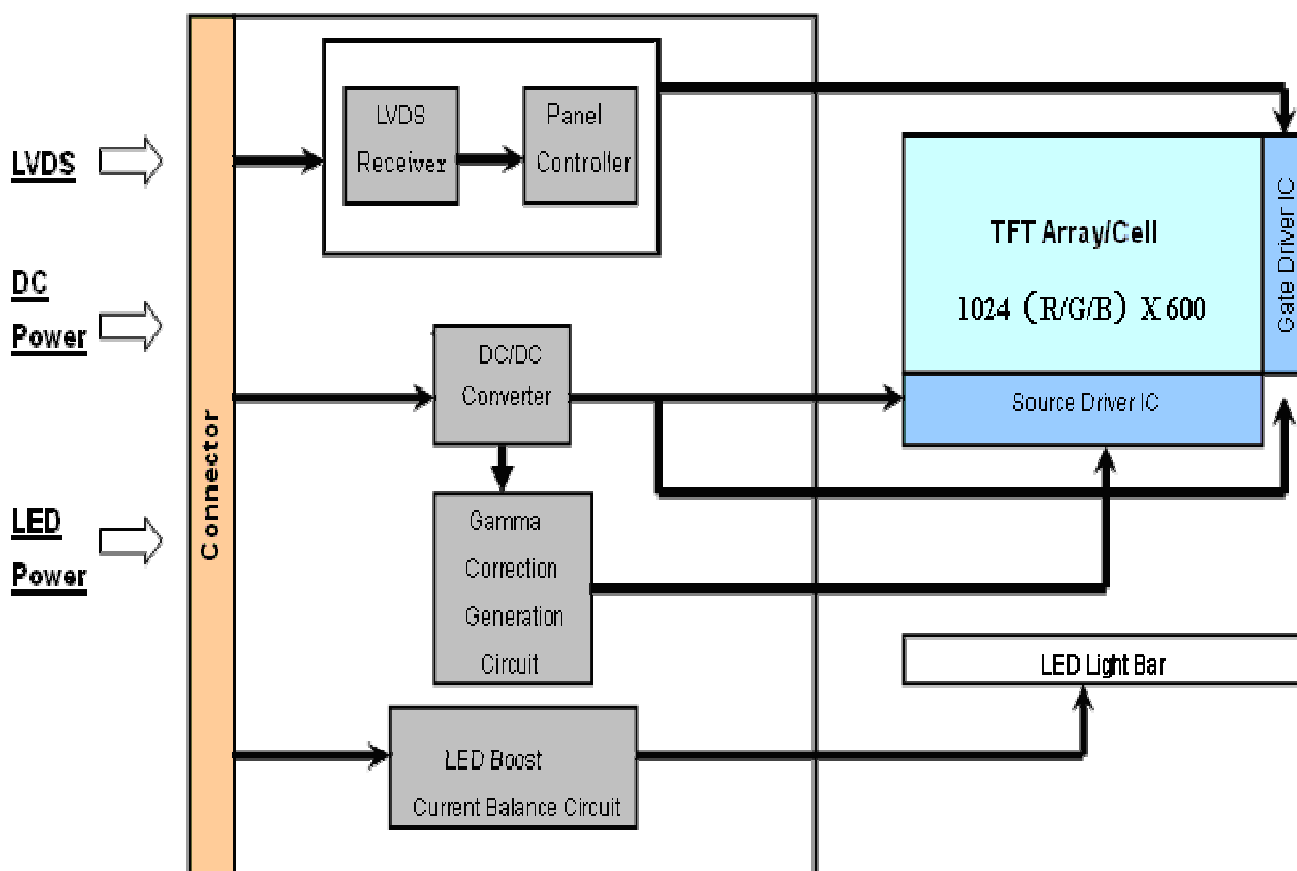 LVDS
DC
Power
LED
Power
Connector
LVDS
Receiver
Panel
Controller
DC/DC
Converter
Gamma
Correction
Generation
Circuit
LED Boost
Current Balance Circuit
TFT Array/Cell
1024（R/G/B）X 600
Gate Driver IC
Source Driver IC
LED Light Bar